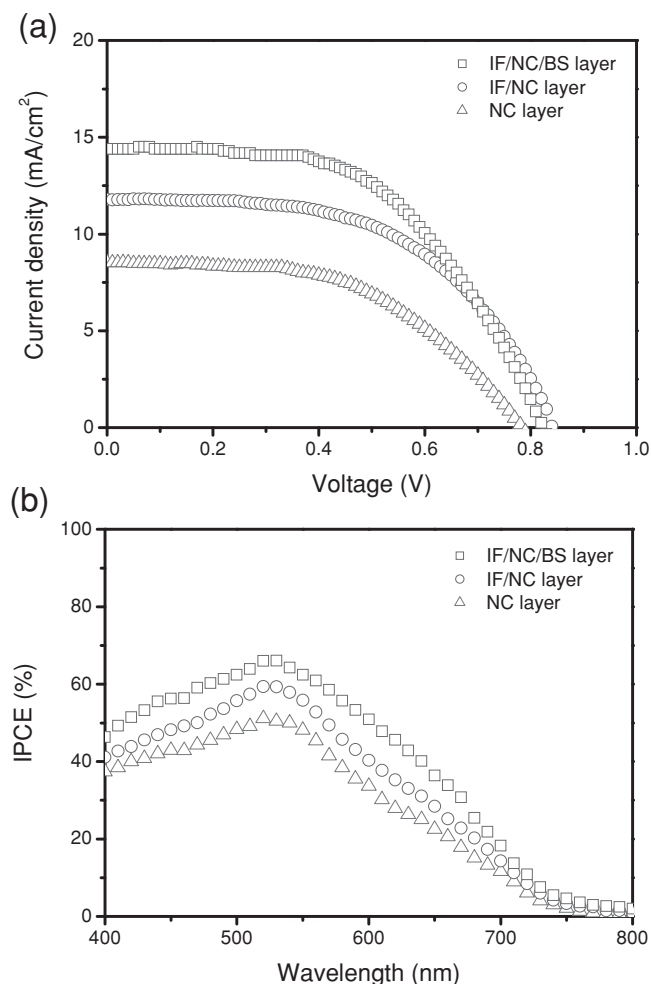 (a)
20
15
10
5
0
Current density (mA/cm²)
IF/NC/BS layer
IF/NC layer
NC layer
0.0 0.2 0.4 0.6 0.8 1.0
Voltage (V)
(b)
100
80
60
40
20
0
IPCE (%)
IF/NC/BS layer
IF/NC layer
NC layer
400 500 600 700 800
Wavelength (nm)